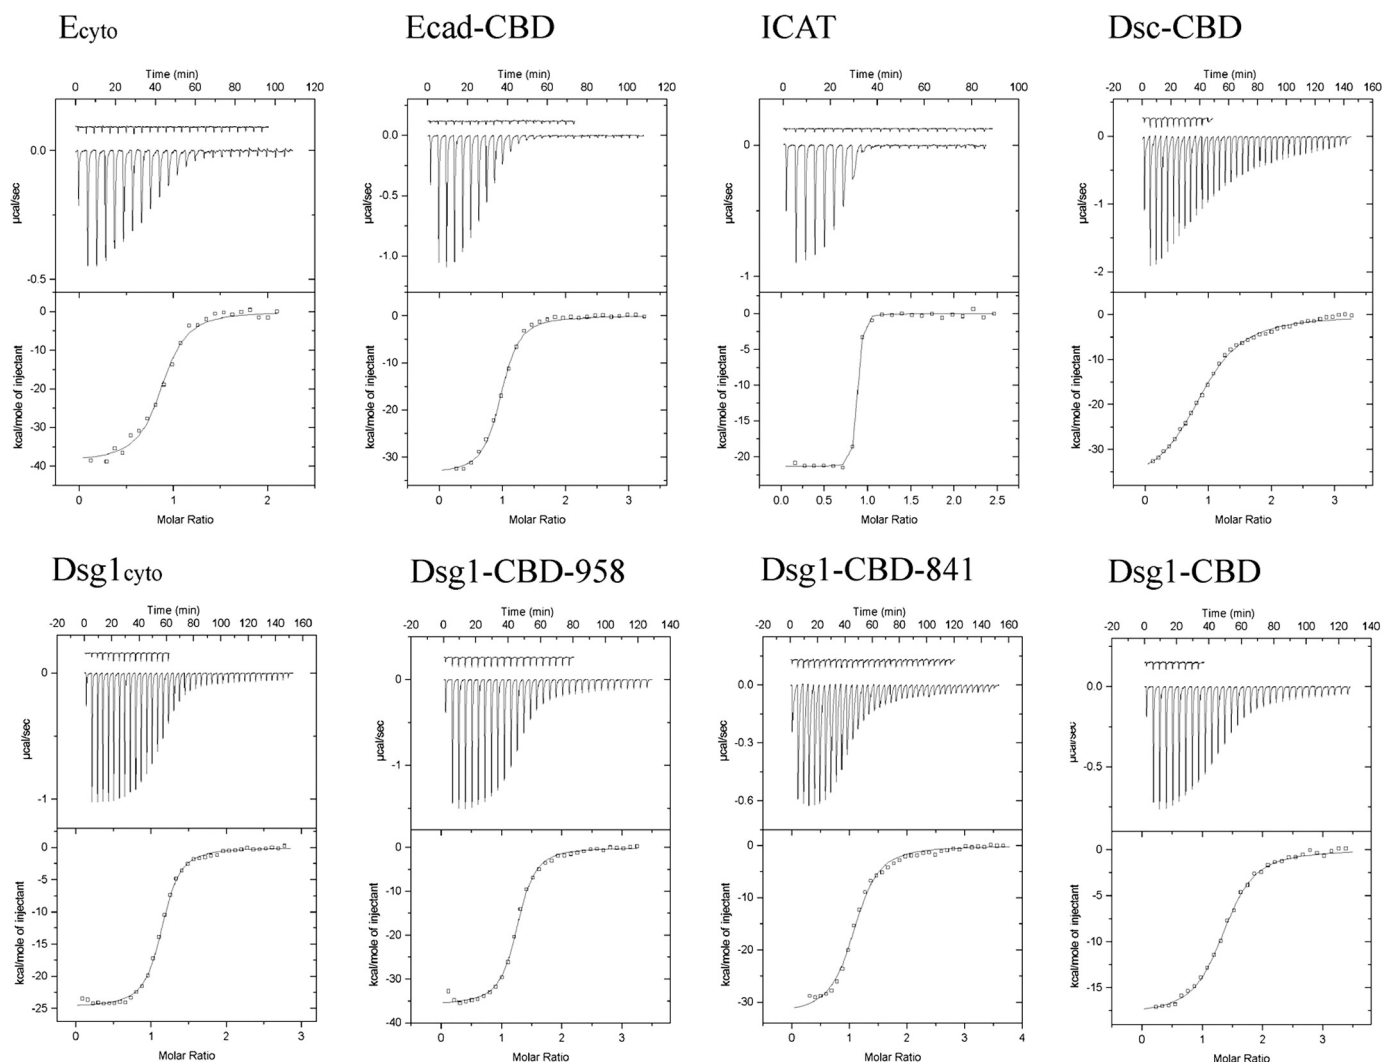 Ecyto
Time (min)
0 20 40 60 80 100 120
0.0
-0.5
µcal/sec
0
-10
-20
-30
-40
kcal/mole of injectant
0 1 2
Molar Ratio
Ecad-CBD
Time (min)
0 20 40 60 80 100 120
0.0
-0.5
-1.0
µcal/sec
0
-10
-20
-30
kcal/mole of injectant
0 1 2 3
Molar Ratio
ICAT
Time (min)
0 20 40 60 80 100
0
-1
µcal/sec
0
-5
-10
-15
-20
kcal/mole of injectant
0.0 0.5 1.0 1.5 2.0 2.5
Molar Ratio
Dsc-CBD
Time (min)
0 20 40 60 80 100 120 140 160
0
-1
-2
µcal/sec
0
-10
-20
-30
kcal/mole of injectant
0 1 2 3
Molar Ratio
Dsg1cyto
Time (min)
-20 0 20 40 60 80 100 120 140 160
0
-1
µcal/sec
0
-5
-10
-15
-20
-25
kcal/mole of injectant
0 1 2 3
Molar Ratio
Dsg1-CBD-958
Time (min)
-20 0 20 40 60 80 100 120 140
0
-1
µcal/sec
0
-10
-20
-30
-40
kcal/mole of injectant
0 1 2 3
Molar Ratio
Dsg1-CBD-841
Time (min)
-20 0 20 40 60 80 100 120 140 160
0.0
-0.3
-0.6
µcal/sec
0
-10
-20
-30
kcal/mole of injectant
0 1 2 3 4
Molar Ratio
Dsg1-CBD
Time (min)
-20 0 20 40 60 80 100 120 140
0.0
-0.5
µcal/sec
0
-5
-10
-15
kcal/mole of injectant
0 1 2 3
Molar Ratio